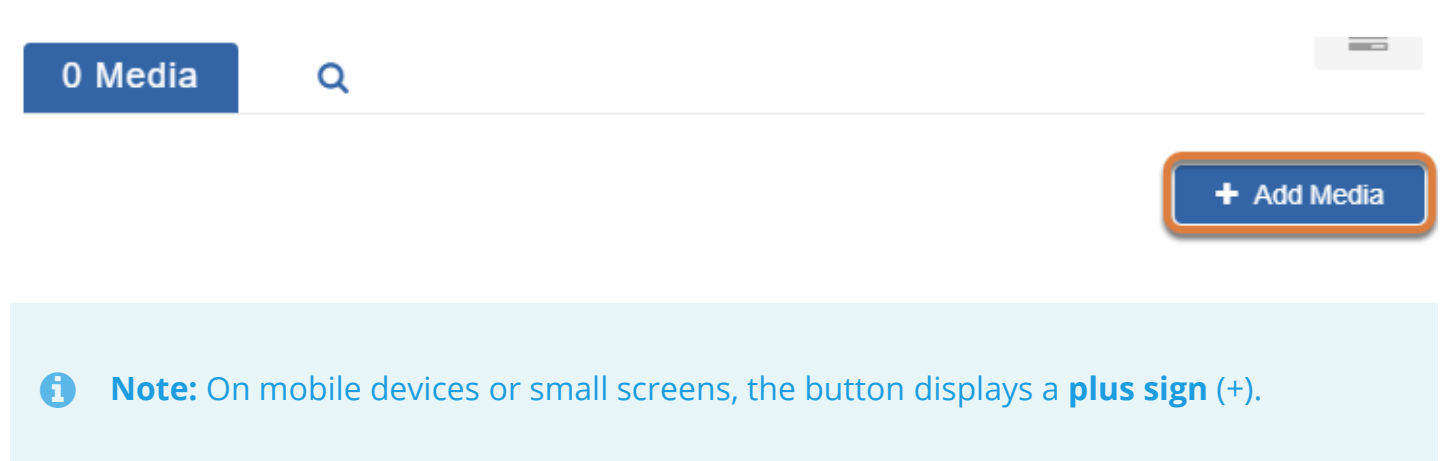 0 Media
+ Add Media
Note: On mobile devices or small screens, the button displays a plus sign (+).